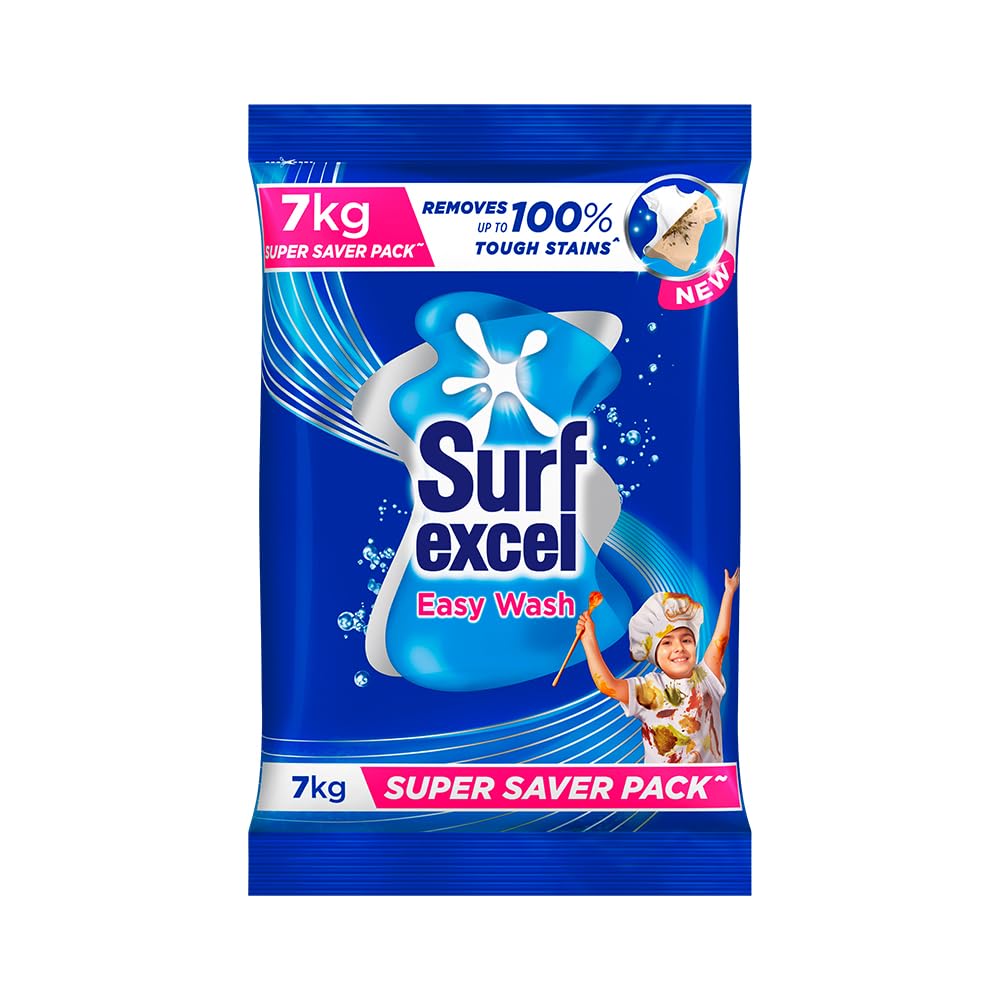 7kg
SUPER SAVER PACK~
REMOVES
UP TO 100%
TOUGH STAINS^
NEW
Surf
excel
Easy Wash
7kg SUPER SAVER PACK~